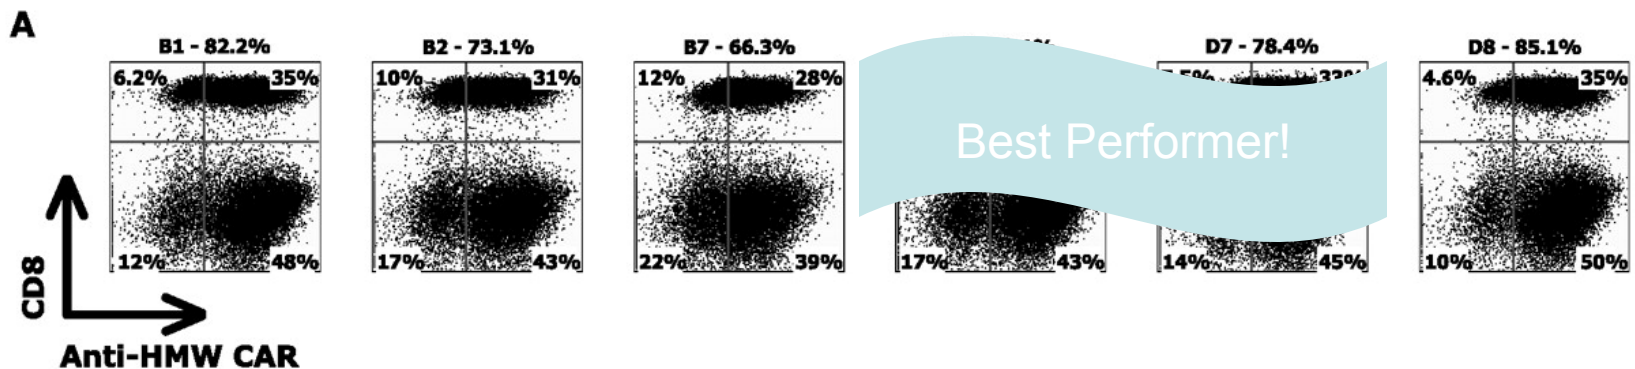 A
B1 - 82.2%
B2 - 73.1%
B7 - 66.3%
D7 - 78.4%
D8 - 85.1%
6.2% 35%
10% 31%
12% 28%
33%
4.6% 35%
Best Performer!
12% 48%
17% 43%
22% 39%
17% 43%
14% 45%
10% 50%
CD8
Anti-HMW CAR